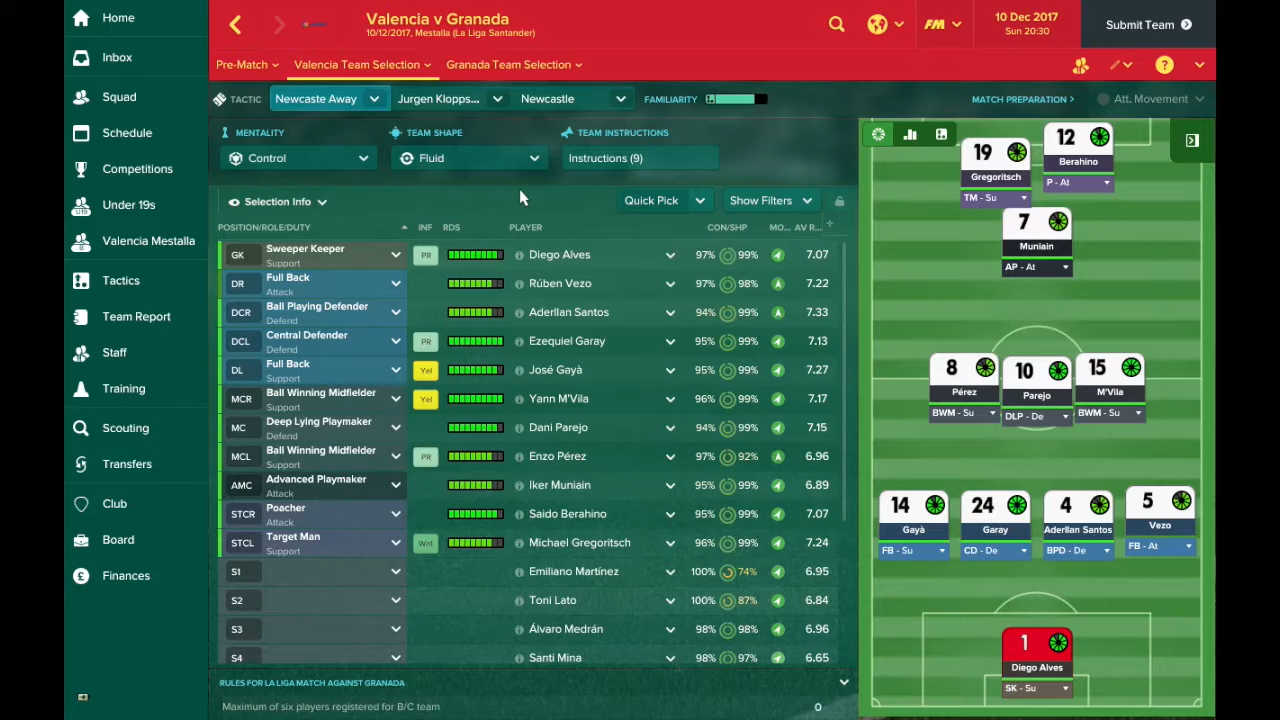 Home
Inbox
Squad
Schedule
Competitions
U19
Under 19s
Valencia Mestalla
Tactics
Team Report
Staff
Training
Scouting
Transfers
Club
Board
Finances
Valencia v Granada
10/12/2017, Mestalla (La Liga Santander)
FM
10 Dec 2017
Sun 20:30
Submit Team
Pre-Match
Valencia Team Selection
Granada Team Selection
?
TACTIC
Newcaste Away
Jurgen Klopps...
Newcastle
FAMILIARITY
MATCH PREPARATION >
Att. Movement
MENTALITY
TEAM SHAPE
TEAM INSTRUCTIONS
Control
Fluid
Instructions (9)
Selection Info
Quick Pick
Show Filters
POSITION/ROLE/DUTY INF RDS PLAYER CON/SHP MO... AV R...
GK Sweeper Keeper Support PR Diego Alves 97% 99% 7.07
DR Full Back Attack Rúben Vezo 97% 98% 7.22
DCR Ball Playing Defender Defend Aderllan Santos 94% 99% 7.33
DCL Central Defender Defend PR Ezequiel Garay 95% 99% 7.13
DL Full Back Support Yel José Gayà 95% 99% 7.27
MCR Ball Winning Midfielder Support Yel Yann M'Vila 96% 99% 7.17
MC Deep Lying Playmaker Defend Dani Parejo 94% 99% 7.15
MCL Ball Winning Midfielder Support PR Enzo Pérez 97% 92% 6.96
AMC Advanced Playmaker Attack Iker Muniain 95% 99% 6.89
STCR Poacher Attack Saido Berahino 95% 99% 7.07
STCL Target Man Support Wnt Michael Gregoritsch 96% 99% 7.24
S1 Emiliano Martínez 100% 74% 6.95
S2 Toni Lato 100% 87% 6.84
S3 Álvaro Medrán 98% 98% 6.96
S4 Santi Mina 98% 97% 6.65
RULES FOR LA LIGA MATCH AGAINST GRANADA
Maximum of six players registered for B/C team 0
19
Gregoritsch
TM - Su
12
Berahino
P - At
7
Muniain
AP - At
8
Pérez
BWM - Su
10
Parejo
DLP - De
15
M'Vila
BWM - Su
14
Gayà
FB - Su
24
Garay
CD - De
4
Aderllan Santos
BPD - De
5
Vezo
FB - At
1
Diego Alves
SK - Su